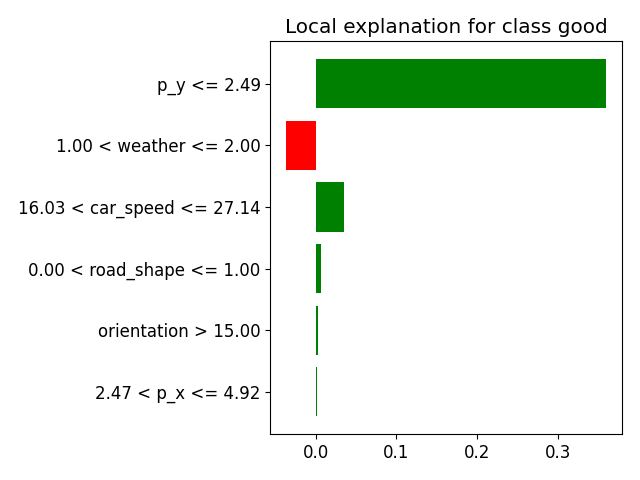 Local explanation for class good
p_y <= 2.49
1.00 < weather <= 2.00
16.03 < car_speed <= 27.14
0.00 < road_shape <= 1.00
orientation > 15.00
2.47 < p_x <= 4.92
0.0 0.1 0.2 0.3